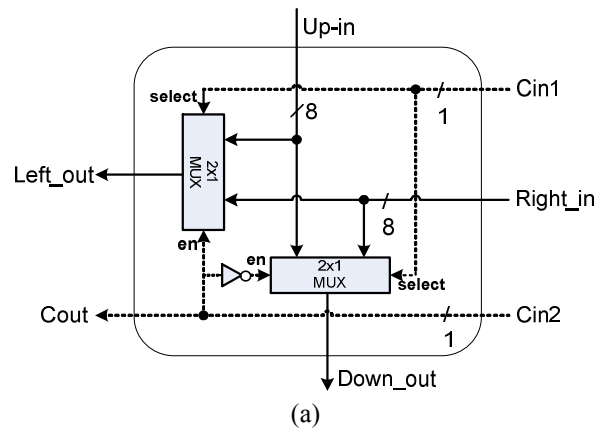 Up-in
select
8
1
Cin1
2x1
MUX
Left_out
Right_in
8
en
en
2x1
MUX
select
Cout
1
Cin2
Down_out
(a)